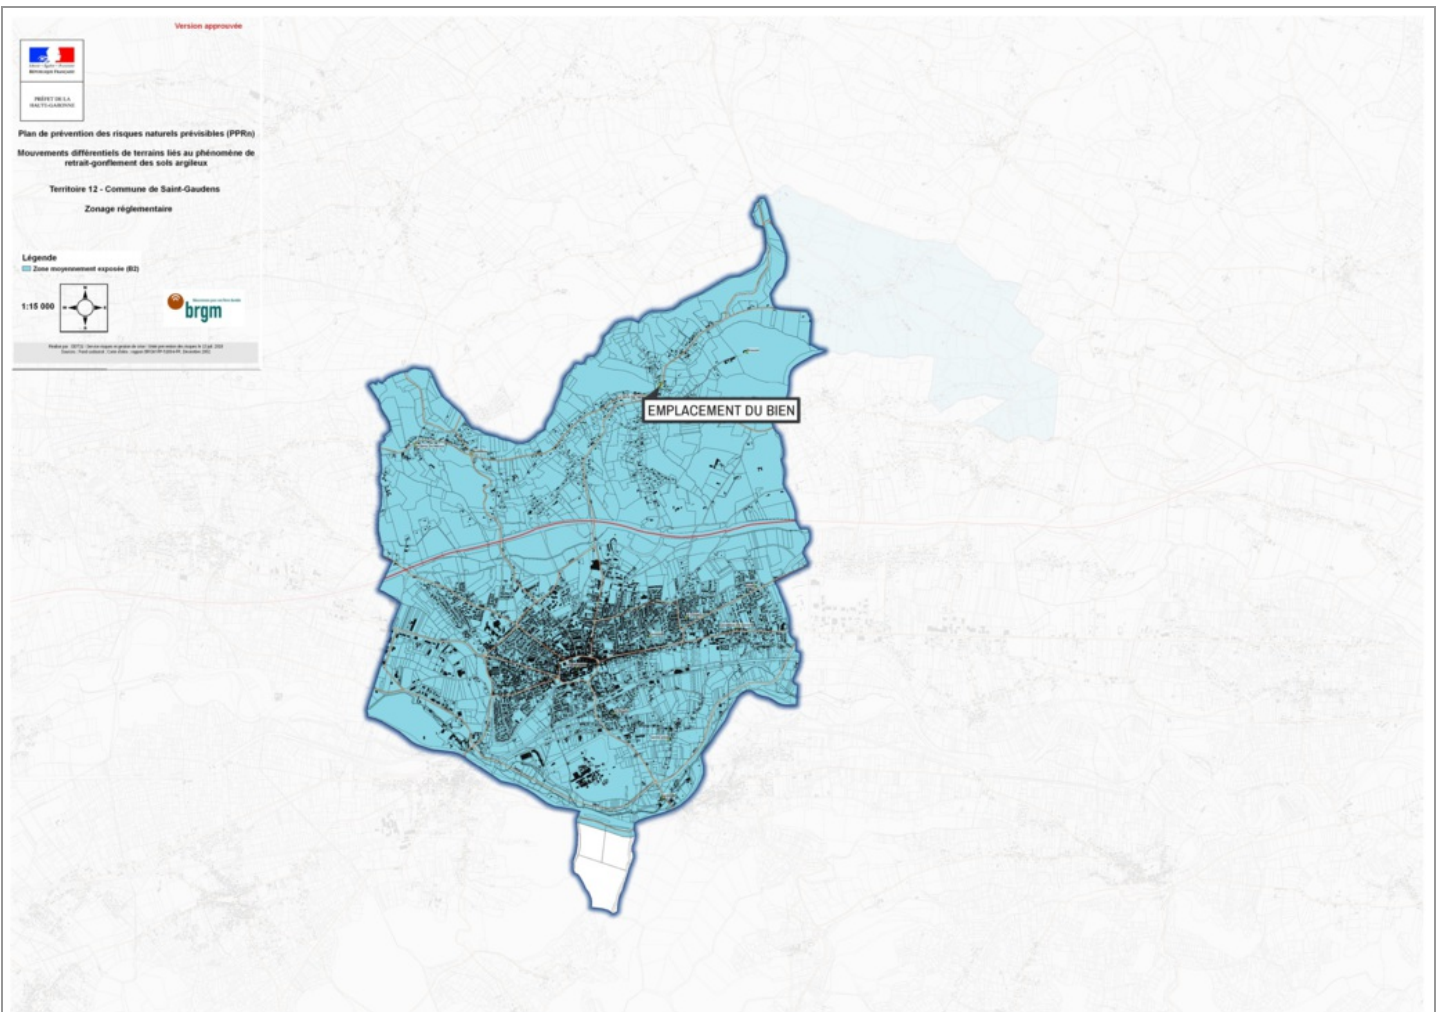 Version approuvée
RÉPUBLIQUE FRANÇAISE
PRÉFET DE LA
HAUTE-GARONNE
Plan de prévention des risques naturels prévisibles (PPRn)
Mouvements différentiels de terrains liés au phénomène de
retrait-gonflement des sols argileux
Territoire 12 - Commune de Saint-Gaudens
Zonage réglementaire
Légende
Zone moyennement exposée (B2)
1:15 000
brgm
EMPLACEMENT DU BIEN